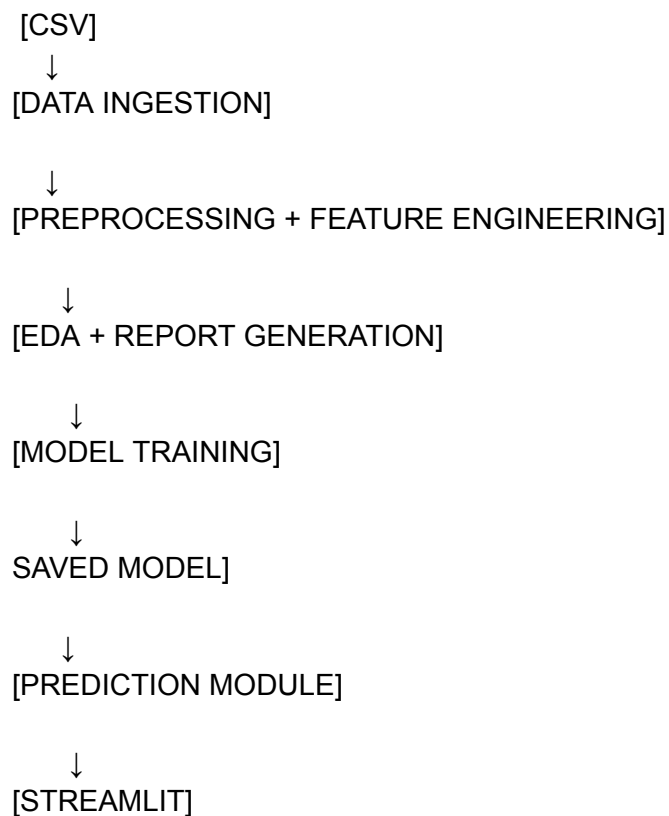 [CSV]
↓
[DATA INGESTION]
↓
[PREPROCESSING + FEATURE ENGINEERING]
↓
[EDA + REPORT GENERATION]
↓
[MODEL TRAINING]
↓
SAVED MODEL]
↓
[PREDICTION MODULE]
↓
[STREAMLIT]